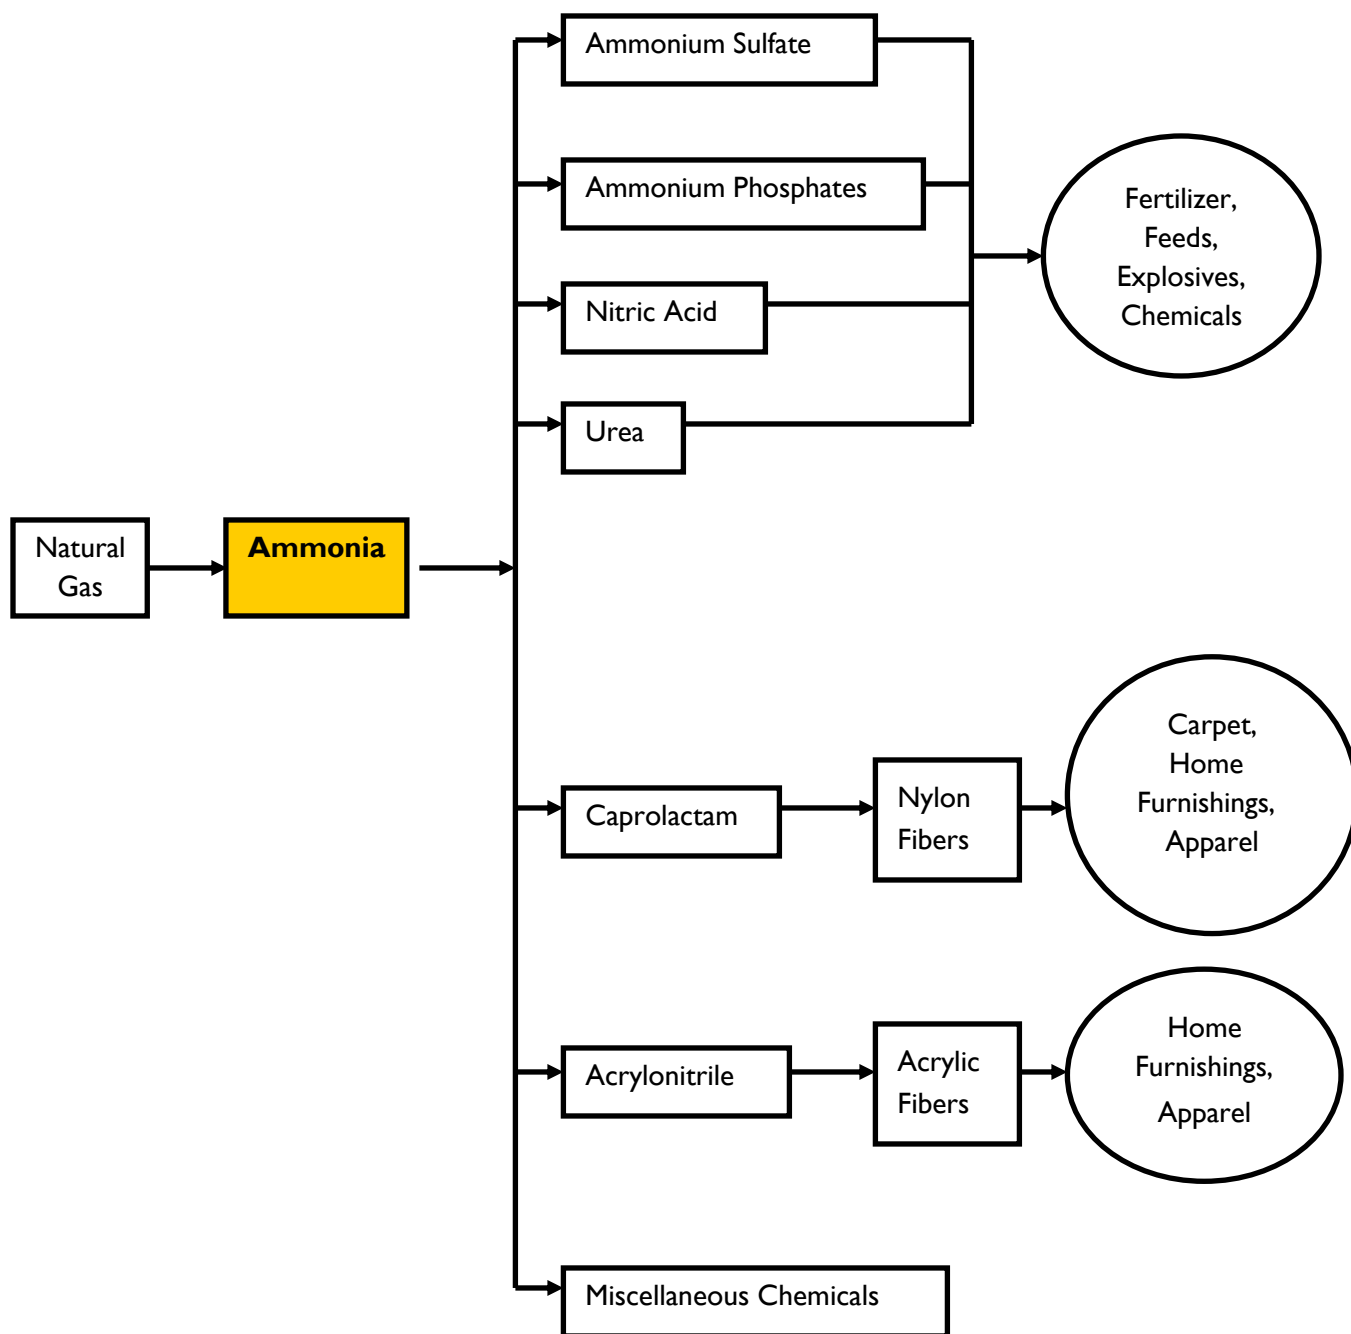 Ammonium Sulfate
Ammonium Phosphates
Fertilizer,
Feeds,
Explosives,
Chemicals
Nitric Acid
Urea
Natural
Gas
Ammonia
Carpet,
Home
Furnishings,
Apparel
Nylon
Fibers
Caprolactam
Home
Furnishings,
Apparel
Acrylic
Fibers
Acrylonitrile
Miscellaneous Chemicals